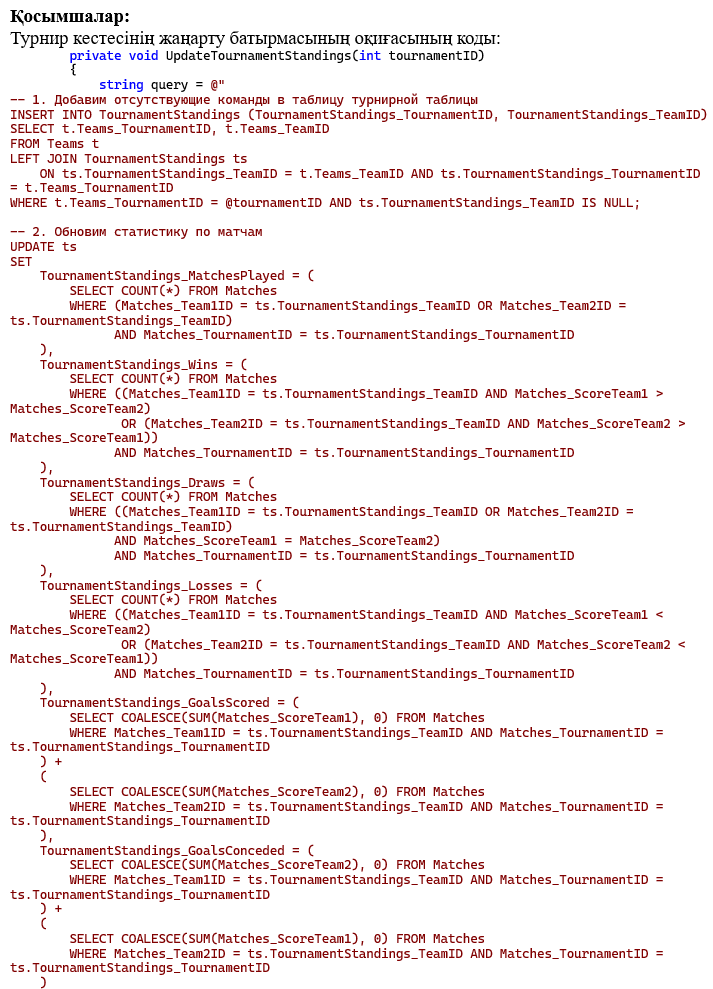 Қосымшалар:
Турнир кестесінің жаңарту батырмасының оқиғасының коды:
        private void UpdateTournamentStandings(int tournamentID)
        {
            string query = @"
-- 1. Добавим отсутствующие команды в таблицу турнирной таблицы
INSERT INTO TournamentStandings (TournamentStandings_TournamentID, TournamentStandings_TeamID)
SELECT t.Teams_TournamentID, t.Teams_TeamID
FROM Teams t
LEFT JOIN TournamentStandings ts
    ON ts.TournamentStandings_TeamID = t.Teams_TeamID AND ts.TournamentStandings_TournamentID
= t.Teams_TournamentID
WHERE t.Teams_TournamentID = @tournamentID AND ts.TournamentStandings_TeamID IS NULL;

-- 2. Обновим статистику по матчам
UPDATE ts
SET
    TournamentStandings_MatchesPlayed = (
        SELECT COUNT(*) FROM Matches
        WHERE (Matches_Team1ID = ts.TournamentStandings_TeamID OR Matches_Team2ID =
ts.TournamentStandings_TeamID)
              AND Matches_TournamentID = ts.TournamentStandings_TournamentID
    ),
    TournamentStandings_Wins = (
        SELECT COUNT(*) FROM Matches
        WHERE ((Matches_Team1ID = ts.TournamentStandings_TeamID AND Matches_ScoreTeam1 >
Matches_ScoreTeam2)
               OR (Matches_Team2ID = ts.TournamentStandings_TeamID AND Matches_ScoreTeam2 >
Matches_ScoreTeam1))
              AND Matches_TournamentID = ts.TournamentStandings_TournamentID
    ),
    TournamentStandings_Draws = (
        SELECT COUNT(*) FROM Matches
        WHERE ((Matches_Team1ID = ts.TournamentStandings_TeamID OR Matches_Team2ID =
ts.TournamentStandings_TeamID)
              AND Matches_ScoreTeam1 = Matches_ScoreTeam2)
              AND Matches_TournamentID = ts.TournamentStandings_TournamentID
    ),
    TournamentStandings_Losses = (
        SELECT COUNT(*) FROM Matches
        WHERE ((Matches_Team1ID = ts.TournamentStandings_TeamID AND Matches_ScoreTeam1 <
Matches_ScoreTeam2)
               OR (Matches_Team2ID = ts.TournamentStandings_TeamID AND Matches_ScoreTeam2 <
Matches_ScoreTeam1))
              AND Matches_TournamentID = ts.TournamentStandings_TournamentID
    ),
    TournamentStandings_GoalsScored = (
        SELECT COALESCE(SUM(Matches_ScoreTeam1), 0) FROM Matches
        WHERE Matches_Team1ID = ts.TournamentStandings_TeamID AND Matches_TournamentID =
ts.TournamentStandings_TournamentID
    ) +
    (
        SELECT COALESCE(SUM(Matches_ScoreTeam2), 0) FROM Matches
        WHERE Matches_Team2ID = ts.TournamentStandings_TeamID AND Matches_TournamentID =
ts.TournamentStandings_TournamentID
    ),
    TournamentStandings_GoalsConceded = (
        SELECT COALESCE(SUM(Matches_ScoreTeam2), 0) FROM Matches
        WHERE Matches_Team1ID = ts.TournamentStandings_TeamID AND Matches_TournamentID =
ts.TournamentStandings_TournamentID
    ) +
    (
        SELECT COALESCE(SUM(Matches_ScoreTeam1), 0) FROM Matches
        WHERE Matches_Team2ID = ts.TournamentStandings_TeamID AND Matches_TournamentID =
ts.TournamentStandings_TournamentID
    )